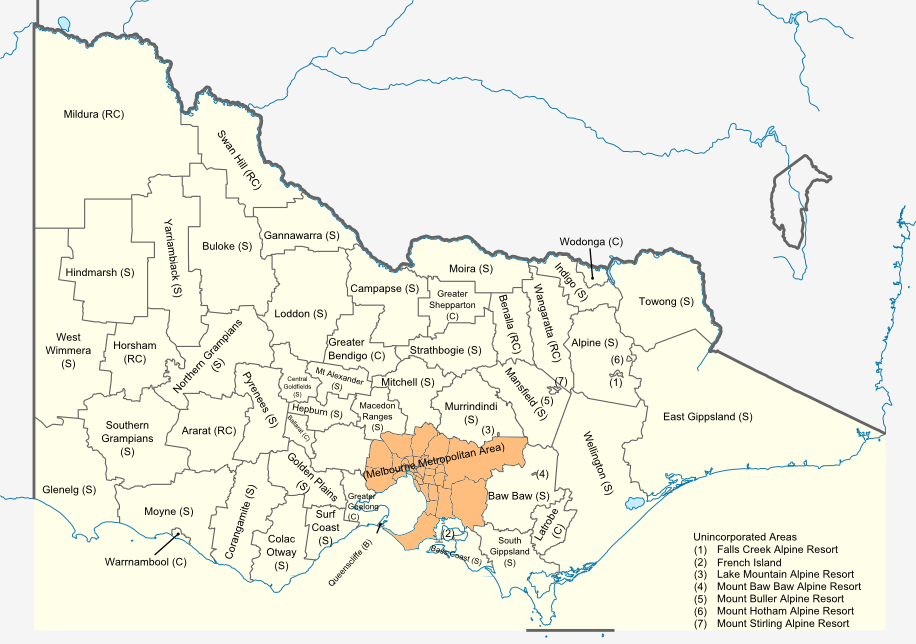 Mildura (RC)
Swan Hill (RC)
Yarriambiack (S)
Buloke (S)
Gannawarra (S)
Wodonga (C)
Hindmarsh (S)
Moira (S)
Indigo (S)
Campapse (S)
Greater
Shepparton
(C)
Benalla (RC)
Wangaratta (RC)
Towong (S)
Loddon (S)
West
Wimmera
(S)
Horsham
(RC)
Northern Grampians
(S)
Greater
Bendigo (C)
Strathbogie (S)
Alpine (S)
(6)
(1)
(7)
(5)
Central
Goldfields
(S)
Mt Alexander
(S)
Mitchell (S)
Mansfield (S)
Pyrenees (S)
Hepburn (S)
Macedon
Ranges
(S)
Murrindindi
(S)
(3)
East Gippsland (S)
Southern
Grampians
(S)
Ararat (RC)
Ballarat (C)
(Melbourne Metropolitan Area)
Wellington (S)
Golden Plains
(S)
(4)
Glenelg (S)
Moyne (S)
Corangamite (S)
Greater
Geelong
(C)
Baw Baw (S)
Surf
Coast
(S)
Latrobe
(C)
Colac
Otway
(S)
(2)
South
Gippsland
(S)
Bass Coast (S)
Warrnambool (C)
Queenscliffe (B)
Unincorporated Areas
(1) Falls Creek Alpine Resort
(2) French Island
(3) Lake Mountain Alpine Resort
(4) Mount Baw Baw Alpine Resort
(5) Mount Buller Alpine Resort
(6) Mount Hotham Alpine Resort
(7) Mount Stirling Alpine Resort